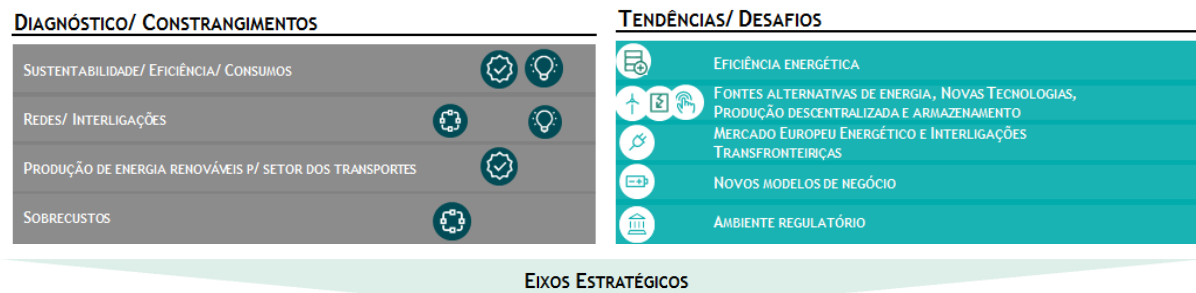 DIAGNÓSTICO/ CONSTRANGIMENTOS
SUSTENTABILIDADE/ EFICIÊNCIA/ CONSUMOS
REDES/ INTERLIGAÇÕES
PRODUÇÃO DE ENERGIA RENOVÁVEIS P/ SETOR DOS TRANSPORTES
SOBRECUSTOS
TENDÊNCIAS/ DESAFIOS
EFICIÊNCIA ENERGÉTICA
FONTES ALTERNATIVAS DE ENERGIA, NOVAS TECNOLOGIAS,
PRODUÇÃO DESCENTRALIZADA E ARMAZENAMENTO
MERCADO EUROPEU ENERGÉTICO E INTERLIGAÇÕES
TRANSFRONTEIRIÇAS
NOVOS MODELOS DE NEGÓCIO
AMBIENTE REGULATÓRIO
EIXOS ESTRATÉGICOS